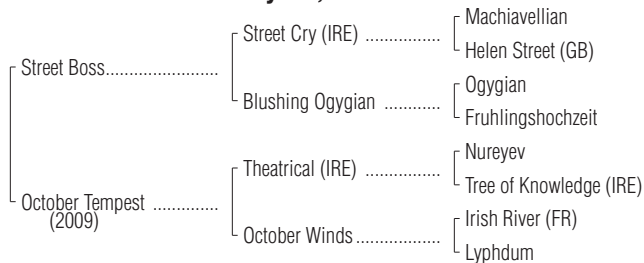 Machiavellian
Street Cry (IRE)
Helen Street (GB)
Street Boss
Ogygian
Blushing Ogygian
Fruhlingshochzeit
Nureyev
Theatrical (IRE)
Tree of Knowledge (IRE)
October Tempest
(2009)
Irish River (FR)
October Winds
Lyphdum